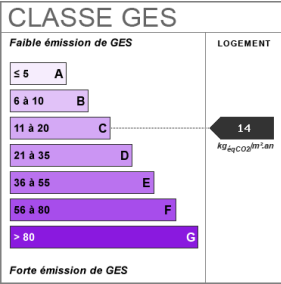 CLASSE GES
Faible émission de GES
LOGEMENT
≤ 5 A
6 à 10 B
11 à 20 C
14
kgéqCO2/m².an
21 à 35 D
36 à 55 E
56 à 80 F
> 80 G
Forte émission de GES